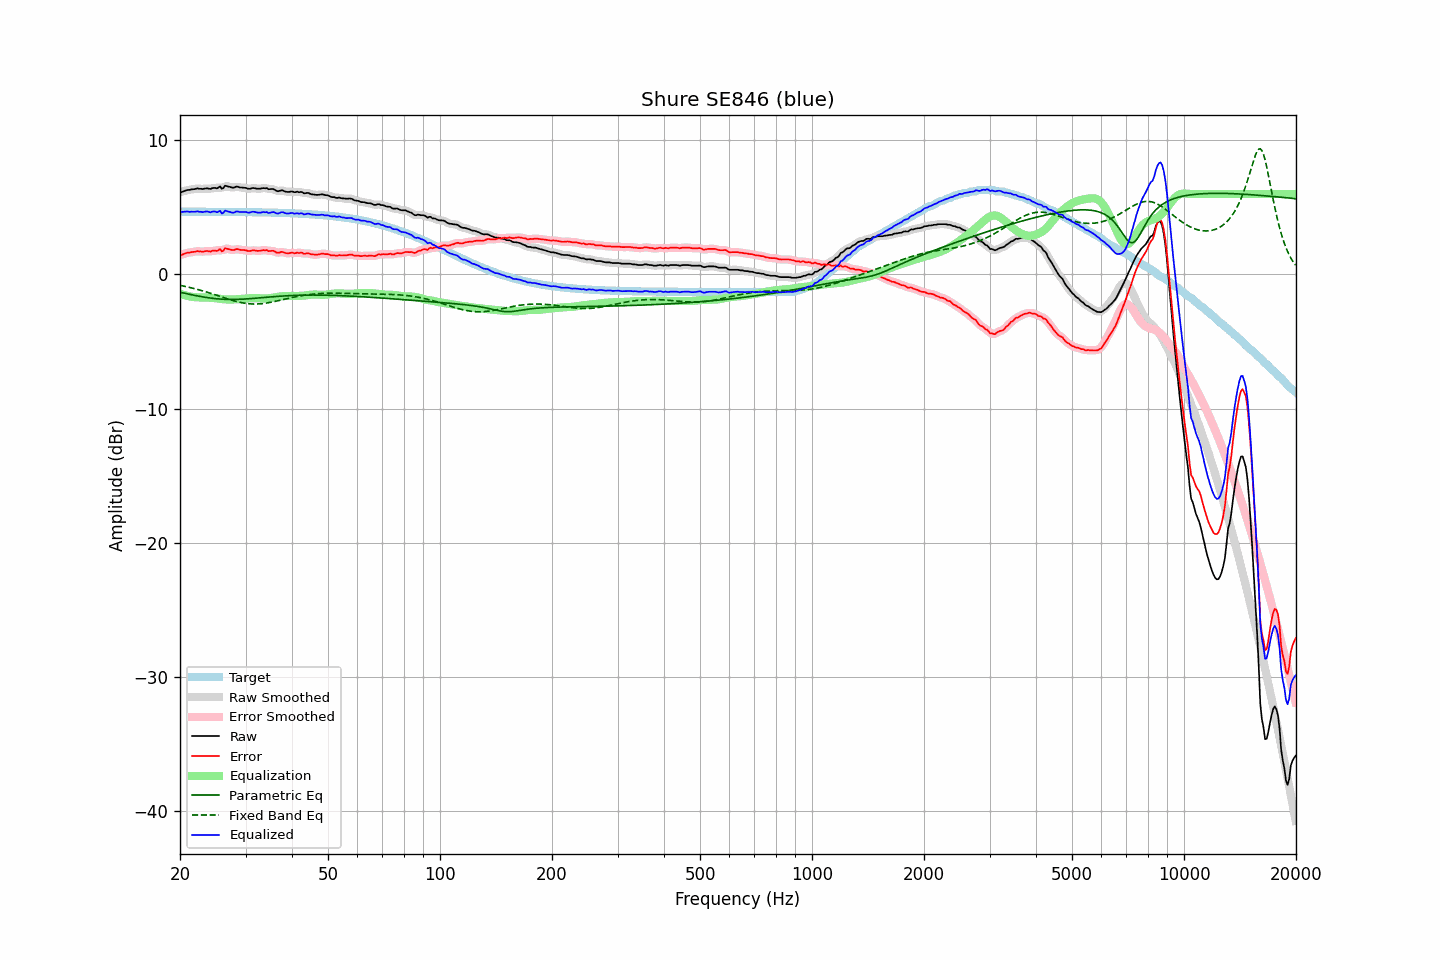 Shure SE846 (blue)
Amplitude (dBr)
10
0
−10
−20
−30
−40
Target
Raw Smoothed
Error Smoothed
Raw
Error
Equalization
Parametric Eq
Fixed Band Eq
Equalized
20 50 100 200 500 1000 2000 5000 10000 20000
Frequency (Hz)